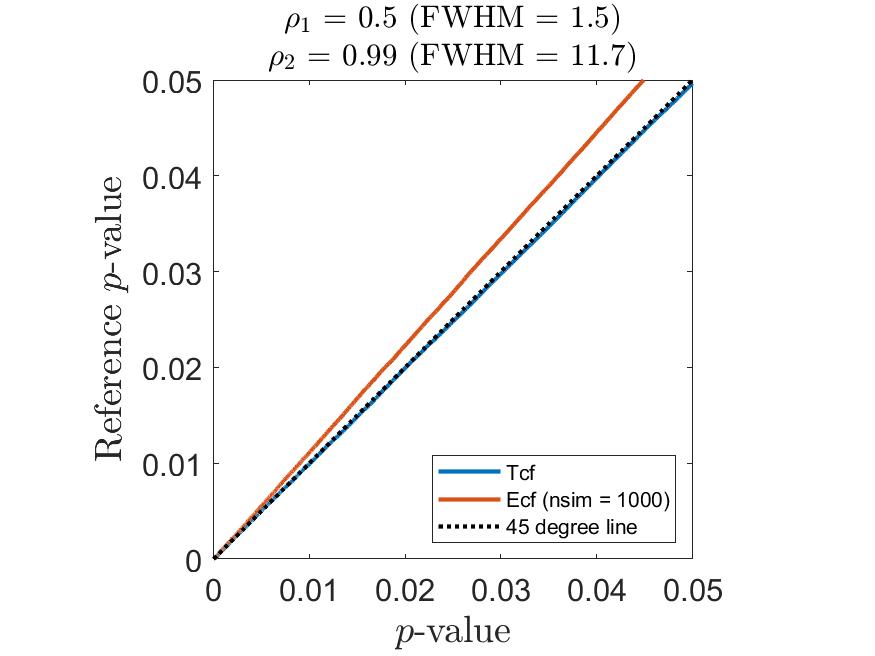 ρ₁ = 0.5 (FWHM = 1.5)
ρ₂ = 0.99 (FWHM = 11.7)
Reference p-value
0.05
0.04
0.03
0.02
0.01
0
Tcf
Ecf (nsim = 1000)
45 degree line
0 0.01 0.02 0.03 0.04 0.05
p-value